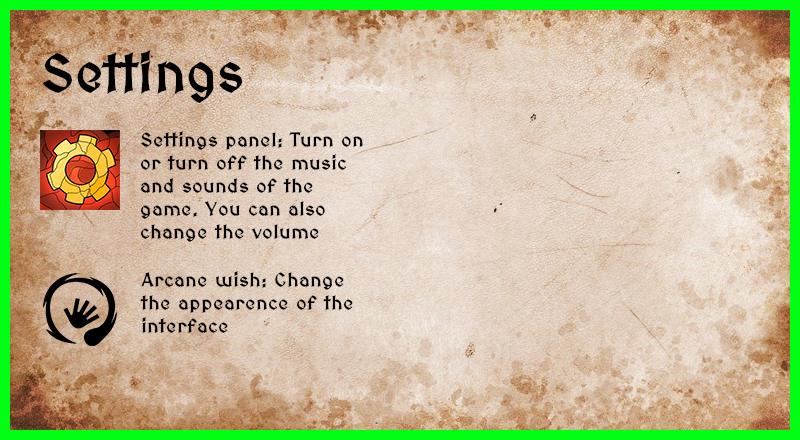 Settings
Settings panel: Turn on
or turn off the music
and sounds of the
game. You can also
change the volume
Arcane wish: Change
the appearence of the
interface